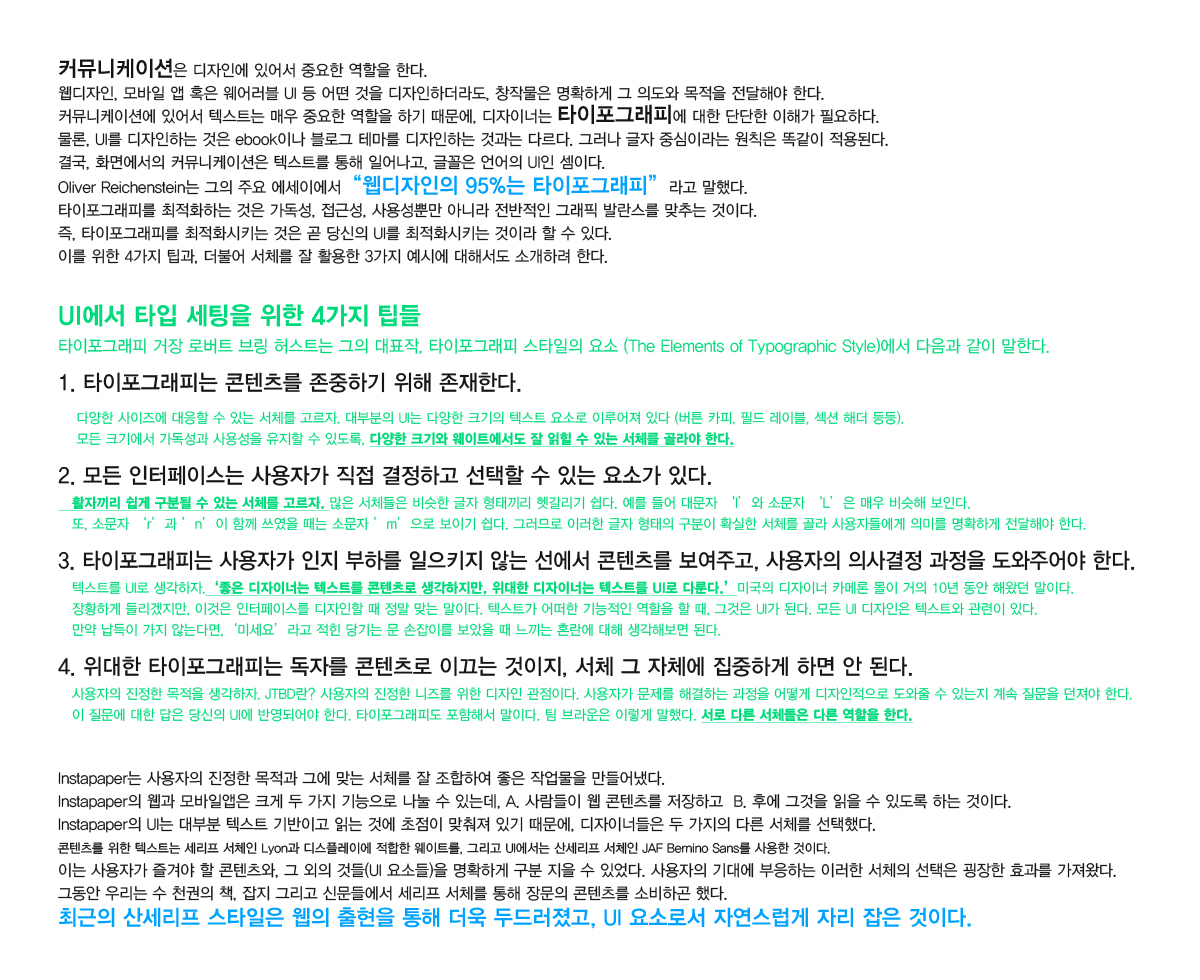 커뮤니케이션은 디자인에 있어서 중요한 역할을 한다.
웹디자인, 모바일 앱 혹은 웨어러블 UI 등 어떤 것을 디자인하더라도, 창작물은 명확하게 그 의도와 목적을 전달해야 한다.
커뮤니케이션에 있어서 텍스트는 매우 중요한 역할을 하기 때문에, 디자이너는 타이포그래피에 대한 단단한 이해가 필요하다.
물론, UI를 디자인하는 것은 ebook이나 블로그 테마를 디자인하는 것과는 다르다. 그러나 글자 중심이라는 원칙은 똑같이 적용된다.
결국, 화면에서의 커뮤니케이션은 텍스트를 통해 일어나고, 글꼴은 언어의 UI인 셈이다.
Oliver Reichenstein는 그의 주요 에세이에서 “웹디자인의 95%는 타이포그래피” 라고 말했다.
타이포그래피를 최적화하는 것은 가독성, 접근성, 사용성뿐만 아니라 전반적인 그래픽 발란스를 맞추는 것이다.
즉, 타이포그래피를 최적화시키는 것은 곧 당신의 UI를 최적화시키는 것이라 할 수 있다.
이를 위한 4가지 팁과, 더불어 서체를 잘 활용한 3가지 예시에 대해서도 소개하려 한다.
UI에서 타입 세팅을 위한 4가지 팁들
타이포그래피 거장 로버트 브링 허스트는 그의 대표작, 타이포그래피 스타일의 요소 (The Elements of Typographic Style)에서 다음과 같이 말한다.
1. 타이포그래피는 콘텐츠를 존중하기 위해 존재한다.
다양한 사이즈에 대응할 수 있는 서체를 고르자. 대부분의 UI는 다양한 크기의 텍스트 요소로 이루어져 있다 (버튼 카피, 필드 레이블, 섹션 해더 등등).
모든 크기에서 가독성과 사용성을 유지할 수 있도록, 다양한 크기와 웨이트에서도 잘 읽힐 수 있는 서체를 골라야 한다.
2. 모든 인터페이스는 사용자가 직접 결정하고 선택할 수 있는 요소가 있다.
활자끼리 쉽게 구분될 수 있는 서체를 고르자. 많은 서체들은 비슷한 글자 형태끼리 헷갈리기 쉽다. 예를 들어 대문자 ‘I’ 와 소문자 ‘L’ 은 매우 비슷해 보인다.
또, 소문자 ‘r’ 과 ’n’ 이 함께 쓰였을 때는 소문자 ’m’ 으로 보이기 쉽다. 그러므로 이러한 글자 형태의 구분이 확실한 서체를 골라 사용자들에게 의미를 명확하게 전달해야 한다.
3. 타이포그래피는 사용자가 인지 부하를 일으키지 않는 선에서 콘텐츠를 보여주고, 사용자의 의사결정 과정을 도와주어야 한다.
텍스트를 UI로 생각하자. ‘좋은 디자이너는 텍스트를 콘텐츠로 생각하지만, 위대한 디자이너는 텍스트를 UI로 다룬다.’ 미국의 디자이너 카메론 몰이 거의 10년 동안 해왔던 말이다.
장황하게 들리겠지만, 이것은 인터페이스를 디자인할 때 정말 맞는 말이다. 텍스트가 어떠한 기능적인 역할을 할 때, 그것은 UI가 된다. 모든 UI 디자인은 텍스트와 관련이 있다.
만약 납득이 가지 않는다면, ‘미세요’ 라고 적힌 당기는 문 손잡이를 보았을 때 느끼는 혼란에 대해 생각해보면 된다.
4. 위대한 타이포그래피는 독자를 콘텐츠로 이끄는 것이지, 서체 그 자체에 집중하게 하면 안 된다.
사용자의 진정한 목적을 생각하자. JTBD란? 사용자의 진정한 니즈를 위한 디자인 관점이다. 사용자가 문제를 해결하는 과정을 어떻게 디자인적으로 도와줄 수 있는지 계속 질문을 던져야 한다.
이 질문에 대한 답은 당신의 UI에 반영되어야 한다. 타이포그래피도 포함해서 말이다. 팀 브라운은 이렇게 말했다. 서로 다른 서체들은 다른 역할을 한다.
Instapaper는 사용자의 진정한 목적과 그에 맞는 서체를 잘 조합하여 좋은 작업물을 만들어냈다.
Instapaper의 웹과 모바일앱은 크게 두 가지 기능으로 나눌 수 있는데, A. 사람들이 웹 콘텐츠를 저장하고 B. 후에 그것을 읽을 수 있도록 하는 것이다.
Instapaper의 UI는 대부분 텍스트 기반이고 읽는 것에 초점이 맞춰져 있기 때문에, 디자이너들은 두 가지의 다른 서체를 선택했다.
콘텐츠를 위한 텍스트는 세리프 서체인 Lyon과 디스플레이에 적합한 웨이트를, 그리고 UI에서는 산세리프 서체인 JAF Bernino Sans를 사용한 것이다.
이는 사용자가 즐겨야 할 콘텐츠와, 그 외의 것들(UI 요소들)을 명확하게 구분 지을 수 있었다. 사용자의 기대에 부응하는 이러한 서체의 선택은 굉장한 효과를 가져왔다.
그동안 우리는 수 천권의 책, 잡지 그리고 신문들에서 세리프 서체를 통해 장문의 콘텐츠를 소비하곤 했다.
최근의 산세리프 스타일은 웹의 출현을 통해 더욱 두드러졌고, UI 요소로서 자연스럽게 자리 잡은 것이다.